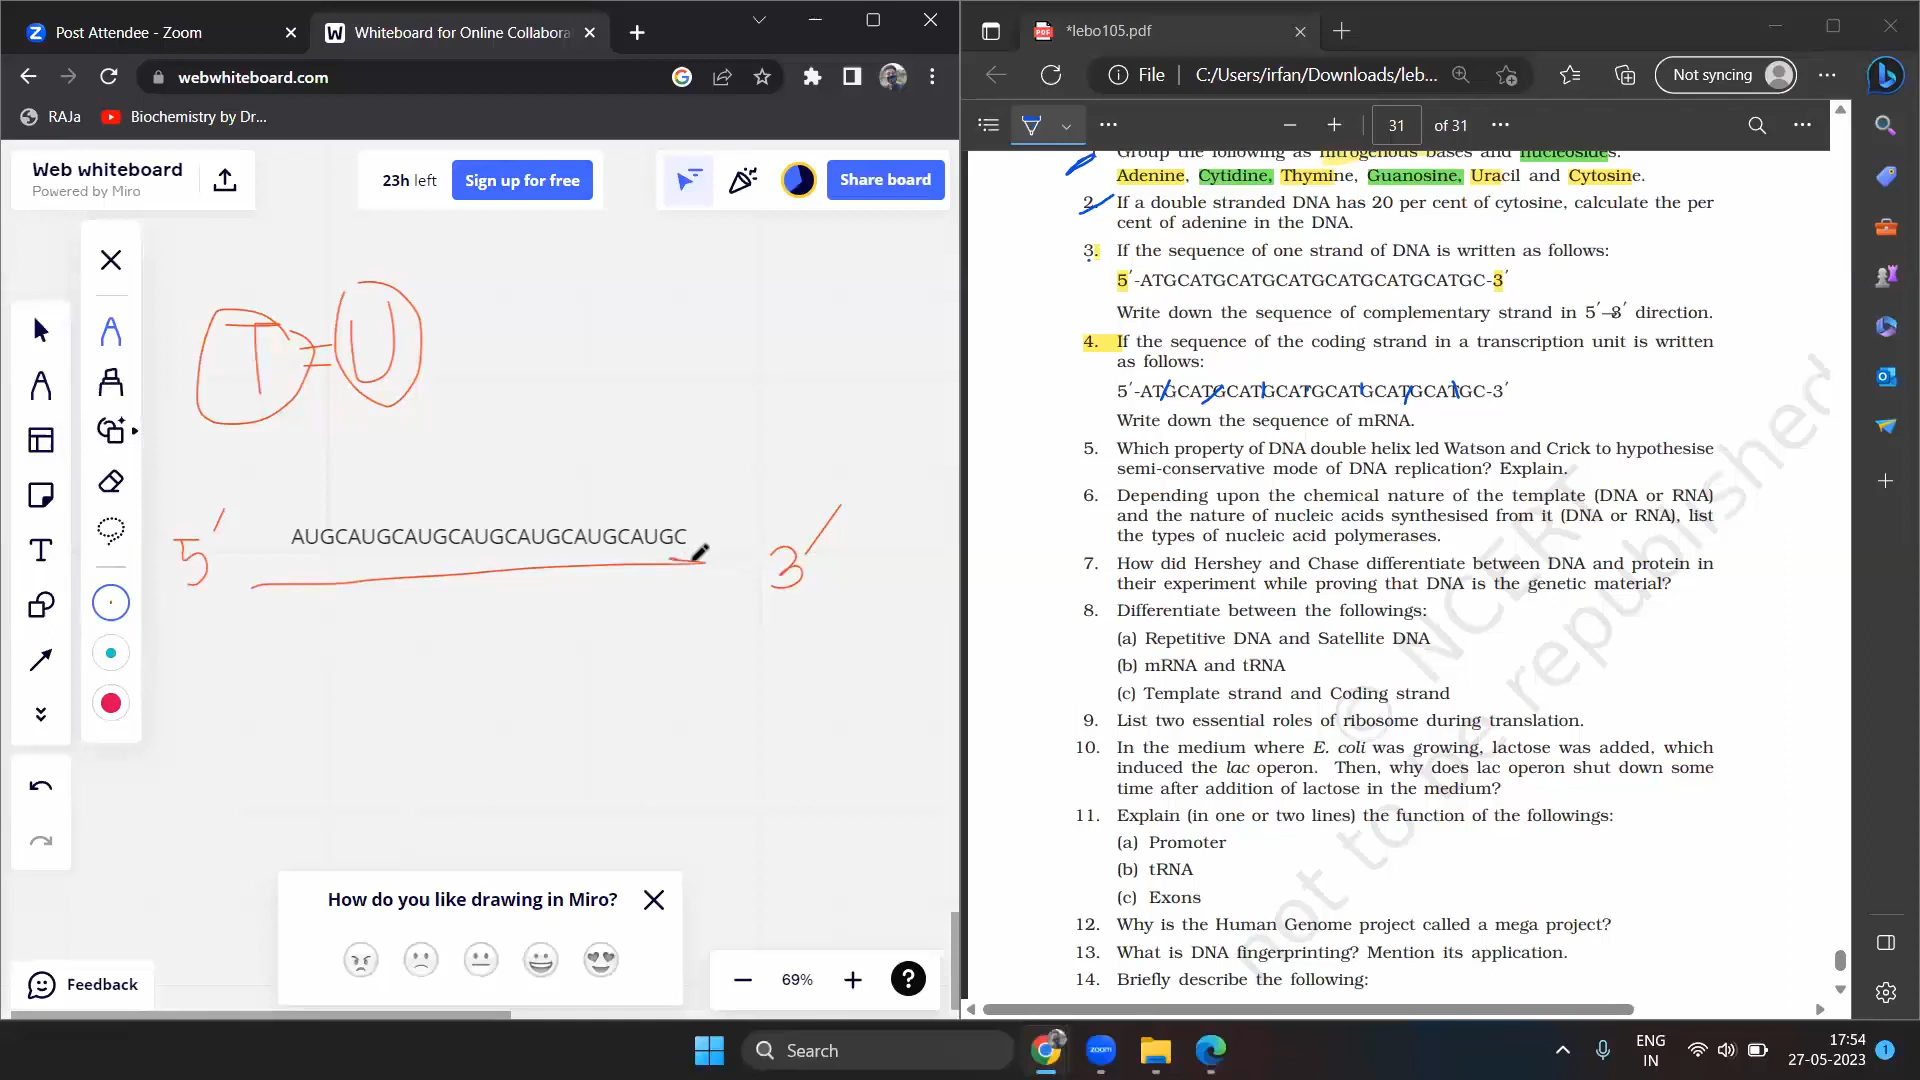 Post Attendee - Zoom
Whiteboard for Online Collabora
webwhiteboard.com
RAJa
Biochemistry by Dr...
Web whiteboard
Powered by Miro
23h left
Sign up for free
Share board
T = U
5′
AUGCAUGCAUGCAUGCAUGCAUGCAUGC
3′
How do you like drawing in Miro?
Feedback
69%
*lebo105.pdf
File
C:/Users/irfan/Downloads/leb...
Not syncing
31 of 31
Group the following as nitrogenous bases and nucleosides.
Adenine, Cytidine, Thymine, Guanosine, Uracil and Cytosine.
2. If a double stranded DNA has 20 per cent of cytosine, calculate the per
cent of adenine in the DNA.
3. If the sequence of one strand of DNA is written as follows:
5′-ATGCATGCATGCATGCATGCATGCATGC-3′
Write down the sequence of complementary strand in 5′→3′ direction.
4. If the sequence of the coding strand in a transcription unit is written
as follows:
5′-ATGCATGCATGCATGCATGCATGCATGC-3′
Write down the sequence of mRNA.
5. Which property of DNA double helix led Watson and Crick to hypothesise
semi-conservative mode of DNA replication? Explain.
6. Depending upon the chemical nature of the template (DNA or RNA)
and the nature of nucleic acids synthesised from it (DNA or RNA), list
the types of nucleic acid polymerases.
7. How did Hershey and Chase differentiate between DNA and protein in
their experiment while proving that DNA is the genetic material?
8. Differentiate between the followings:
(a) Repetitive DNA and Satellite DNA
(b) mRNA and tRNA
(c) Template strand and Coding strand
9. List two essential roles of ribosome during translation.
10. In the medium where E. coli was growing, lactose was added, which
induced the lac operon. Then, why does lac operon shut down some
time after addition of lactose in the medium?
11. Explain (in one or two lines) the function of the followings:
(a) Promoter
(b) tRNA
(c) Exons
12. Why is the Human Genome project called a mega project?
13. What is DNA fingerprinting? Mention its application.
14. Briefly describe the following:
© NCERT
not to be republished
Search
zoom
ENG
IN
17:54
27-05-2023
1